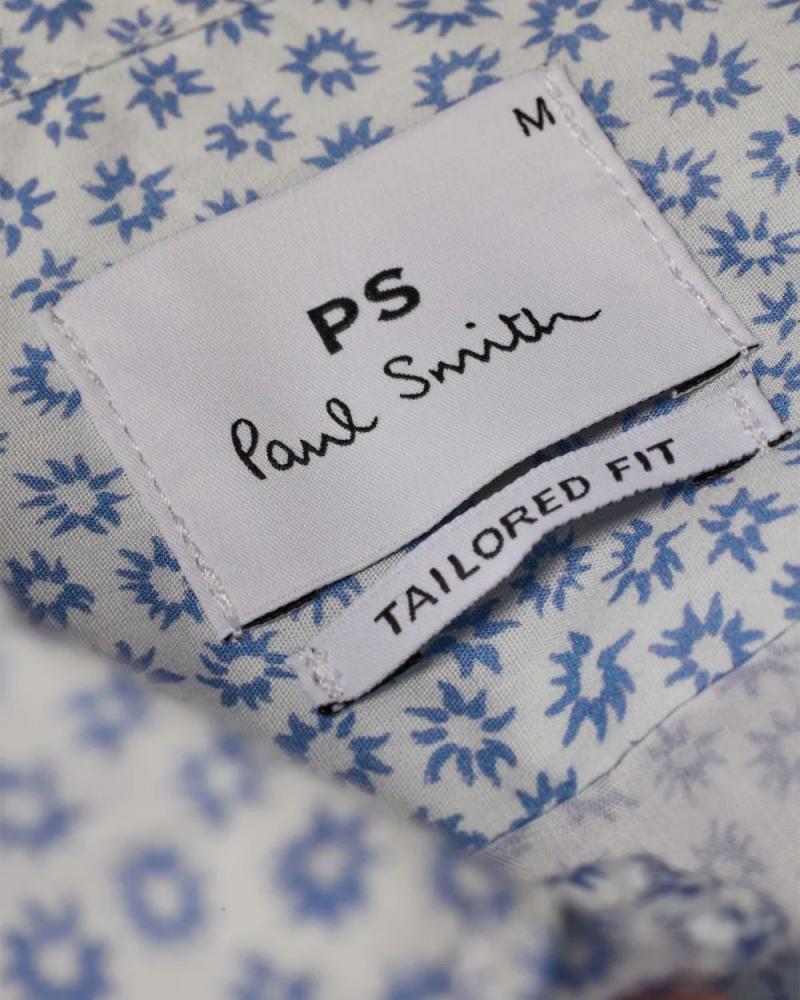 M
PS
Paul Smith
TAILORED FIT